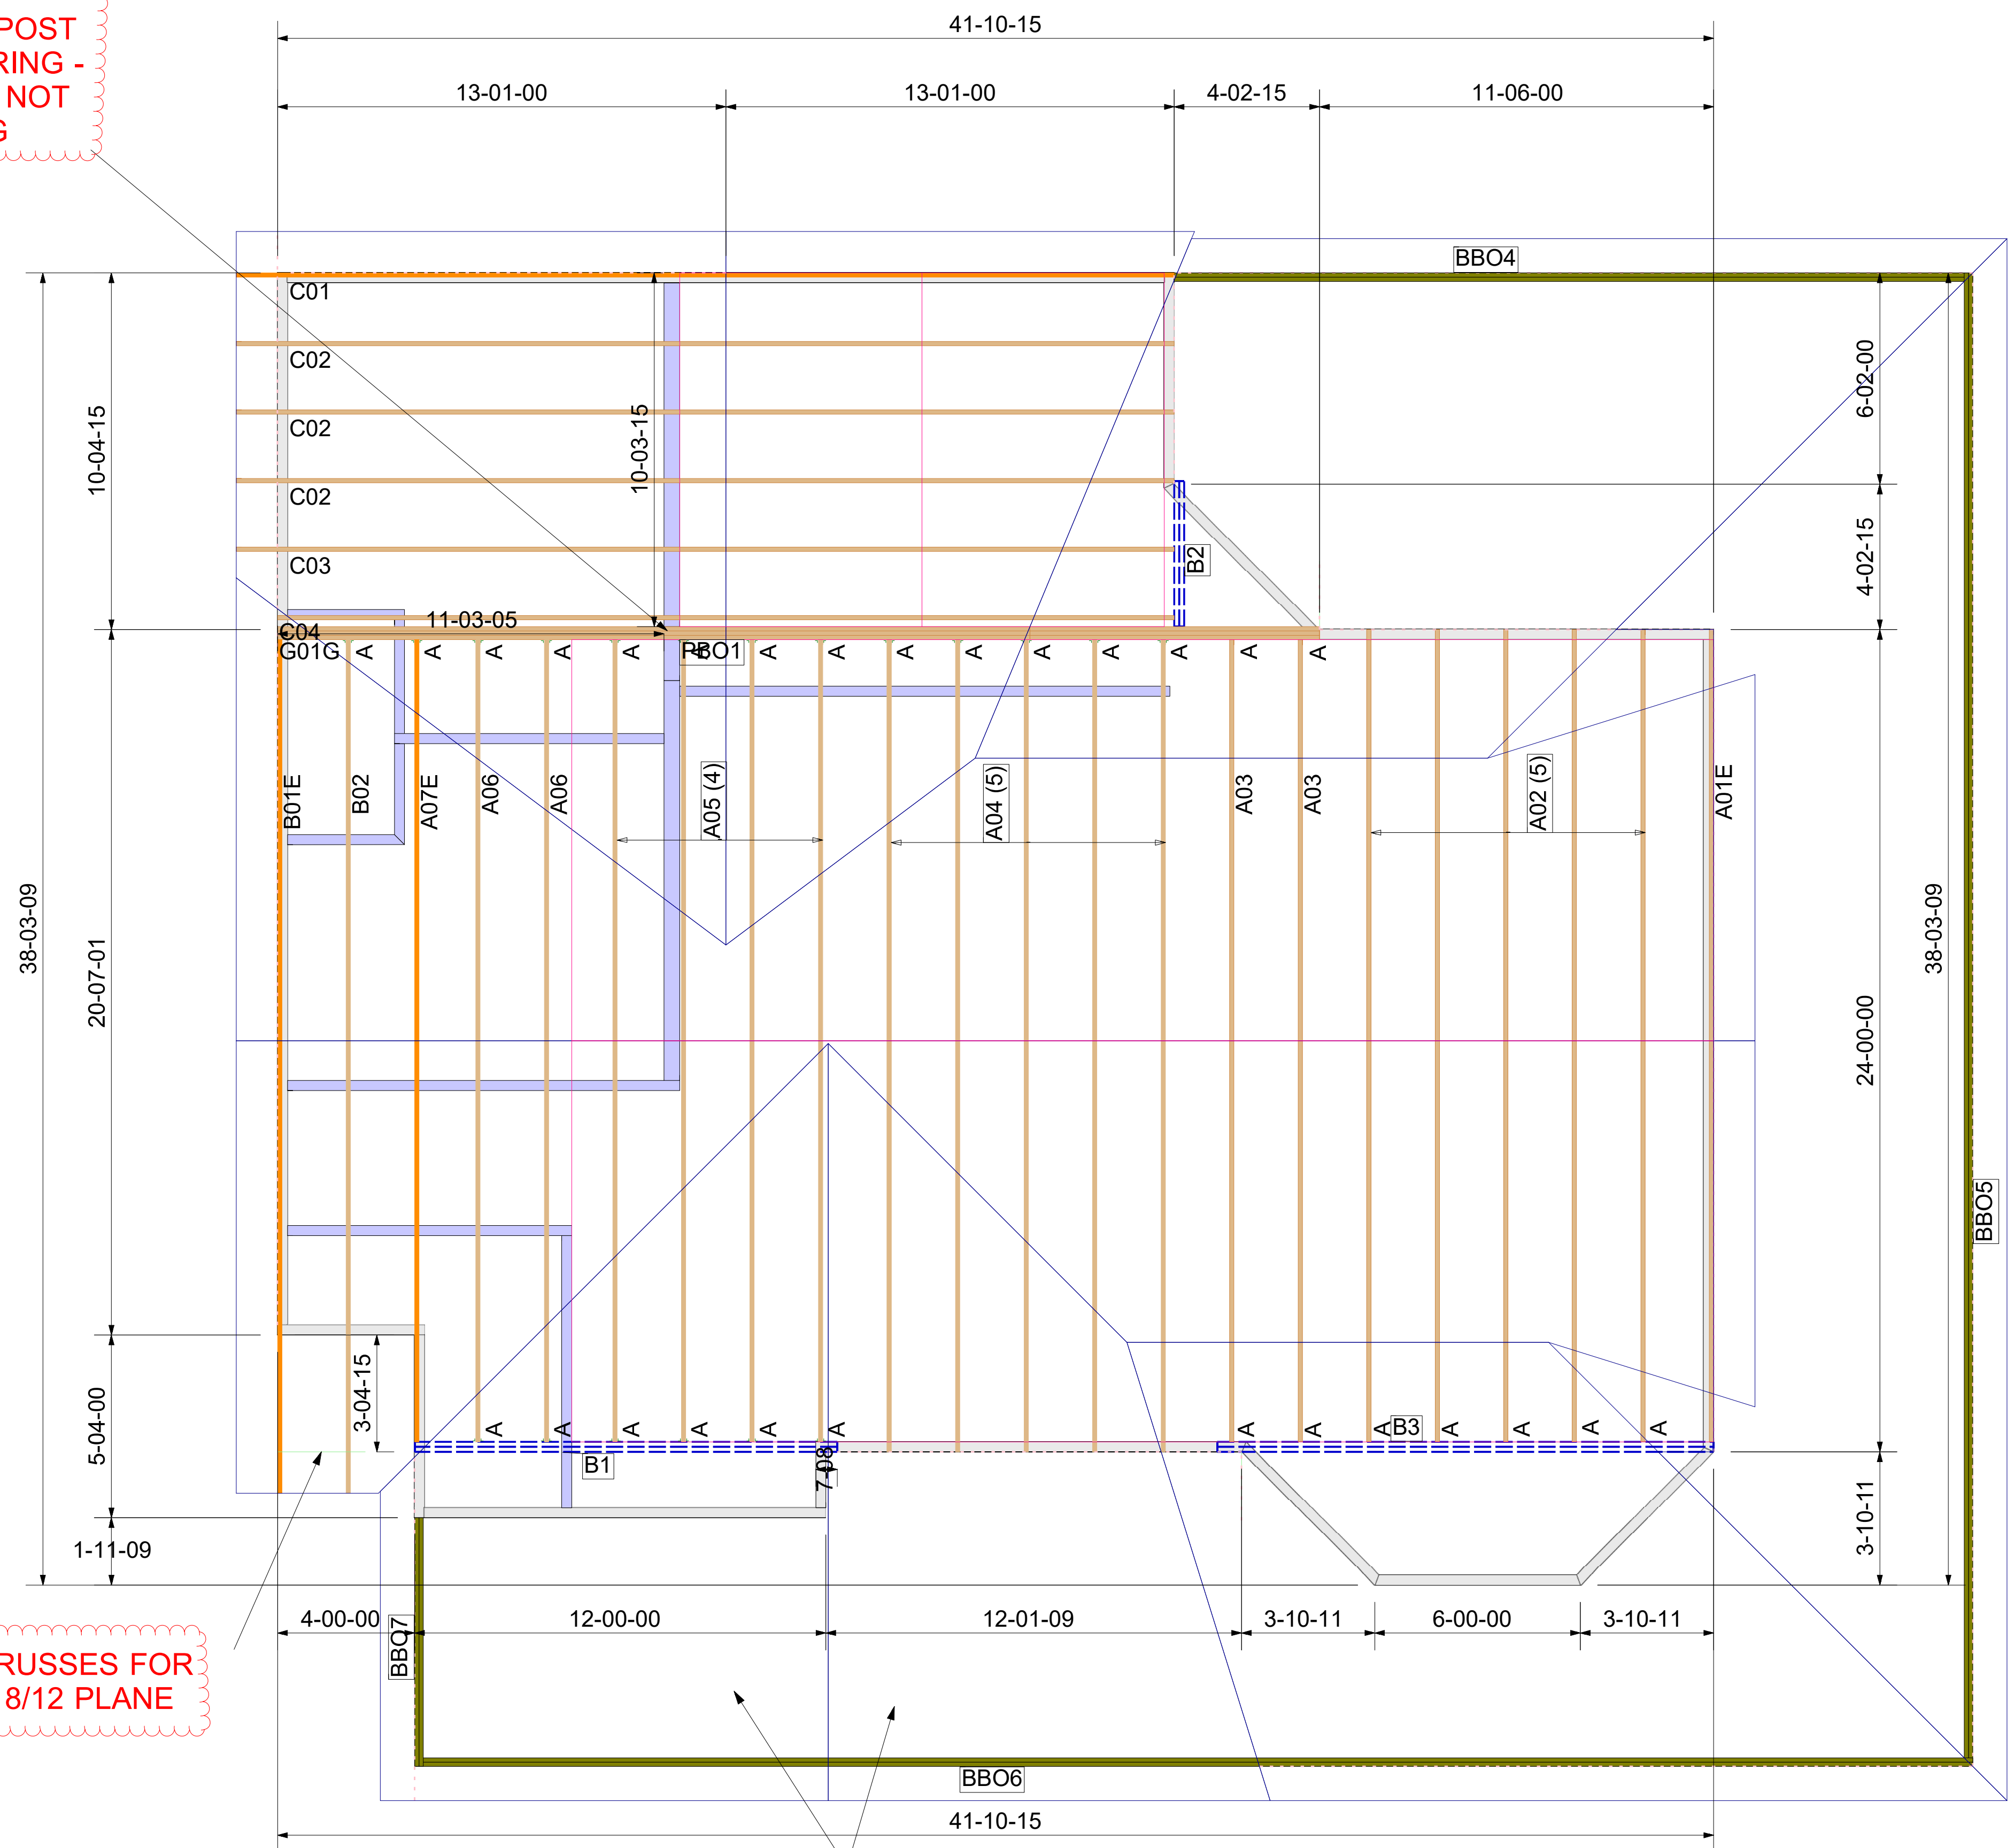 POST
RING -
NOT
G
41-10-15
13-01-00
13-01-00
4-02-15
11-06-00
BBO4
C01
C02
C02
C02
C03
C04
G01G
10-04-15
10-03-15
6-02-00
4-02-15
B2
11-03-05
BBO1
A
A
A
A
A
A
A
A
A
A
A
A
A
A
B01E
B02
A07E
A06
A06
A05 (4)
A04 (5)
A03
A03
A02 (5)
A01E
38-03-09
20-07-01
24-00-00
38-03-09
BBO5
5-04-00
3-04-15
1-11-09
A
A
A
A
A
A
A
A
A
A
A
A
A
B1
B3
7-08
3-10-11
RUSSES FOR
8/12 PLANE
4-00-00
BBO7
12-00-00
12-01-09
3-10-11
6-00-00
3-10-11
BBO6
41-10-15